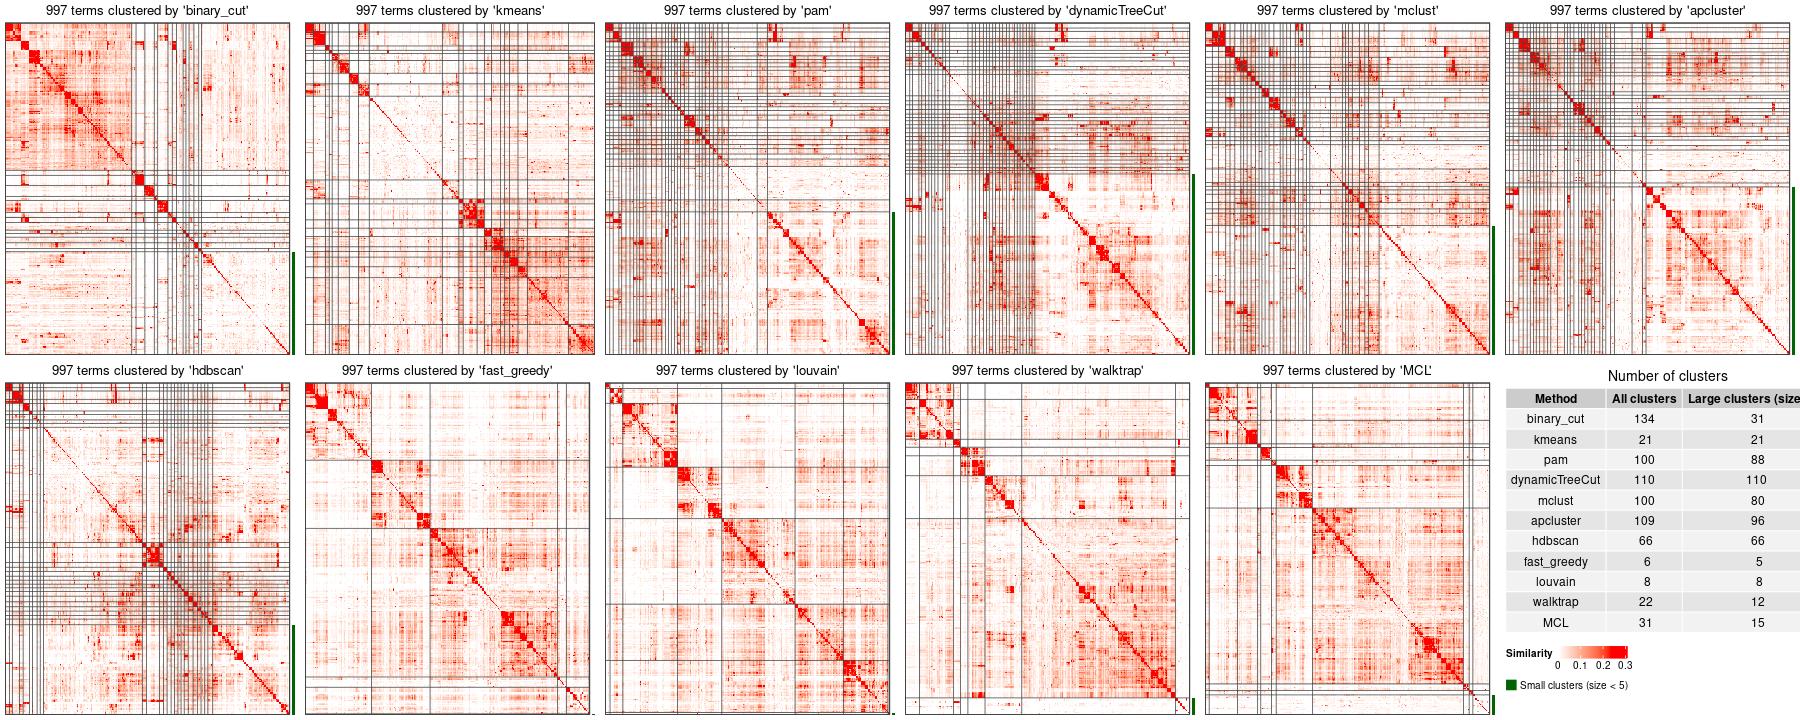 997 terms clustered by 'binary_cut'
997 terms clustered by 'kmeans'
997 terms clustered by 'pam'
997 terms clustered by 'dynamicTreeCut'
997 terms clustered by 'mclust'
997 terms clustered by 'apcluster'
997 terms clustered by 'hdbscan'
997 terms clustered by 'fast_greedy'
997 terms clustered by 'louvain'
997 terms clustered by 'walktrap'
997 terms clustered by 'MCL'
Number of clusters
Method All clusters Large clusters (size
binary_cut 134 31
kmeans 21 21
pam 100 88
dynamicTreeCut 110 110
mclust 100 80
apcluster 109 96
hdbscan 66 66
fast_greedy 6 5
louvain 8 8
walktrap 22 12
MCL 31 15
Similarity
0 0.1 0.2 0.3
Small clusters (size < 5)